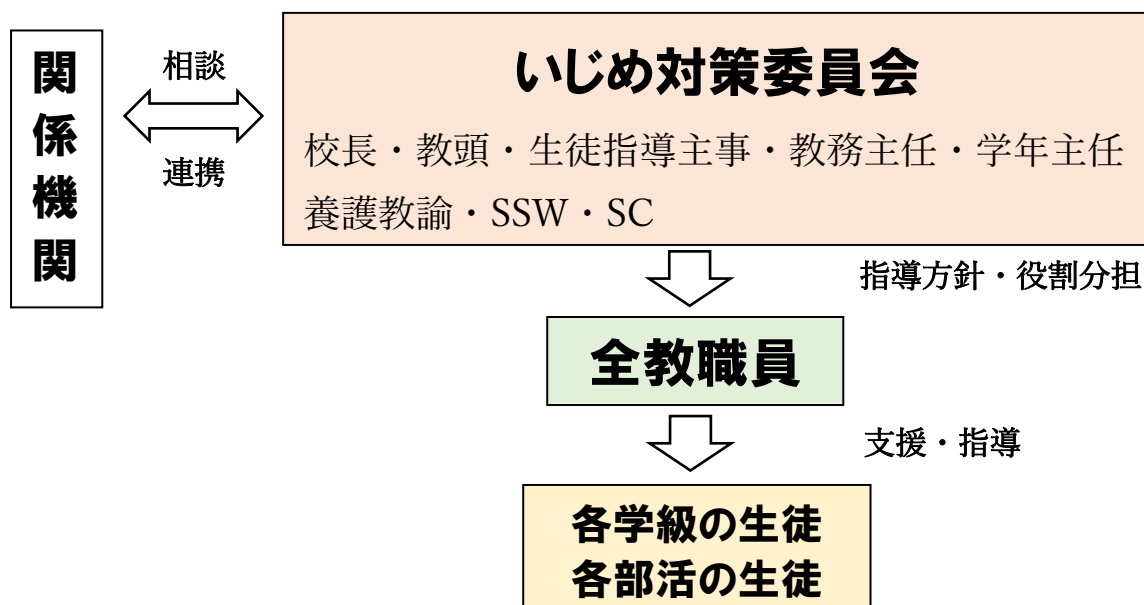 関係機関
相談
連携
いじめ対策委員会
校長・教頭・生徒指導主事・教務主任・学年主任
養護教諭・SSW・SC
指導方針・役割分担
全教職員
支援・指導
各学級の生徒
各部活の生徒